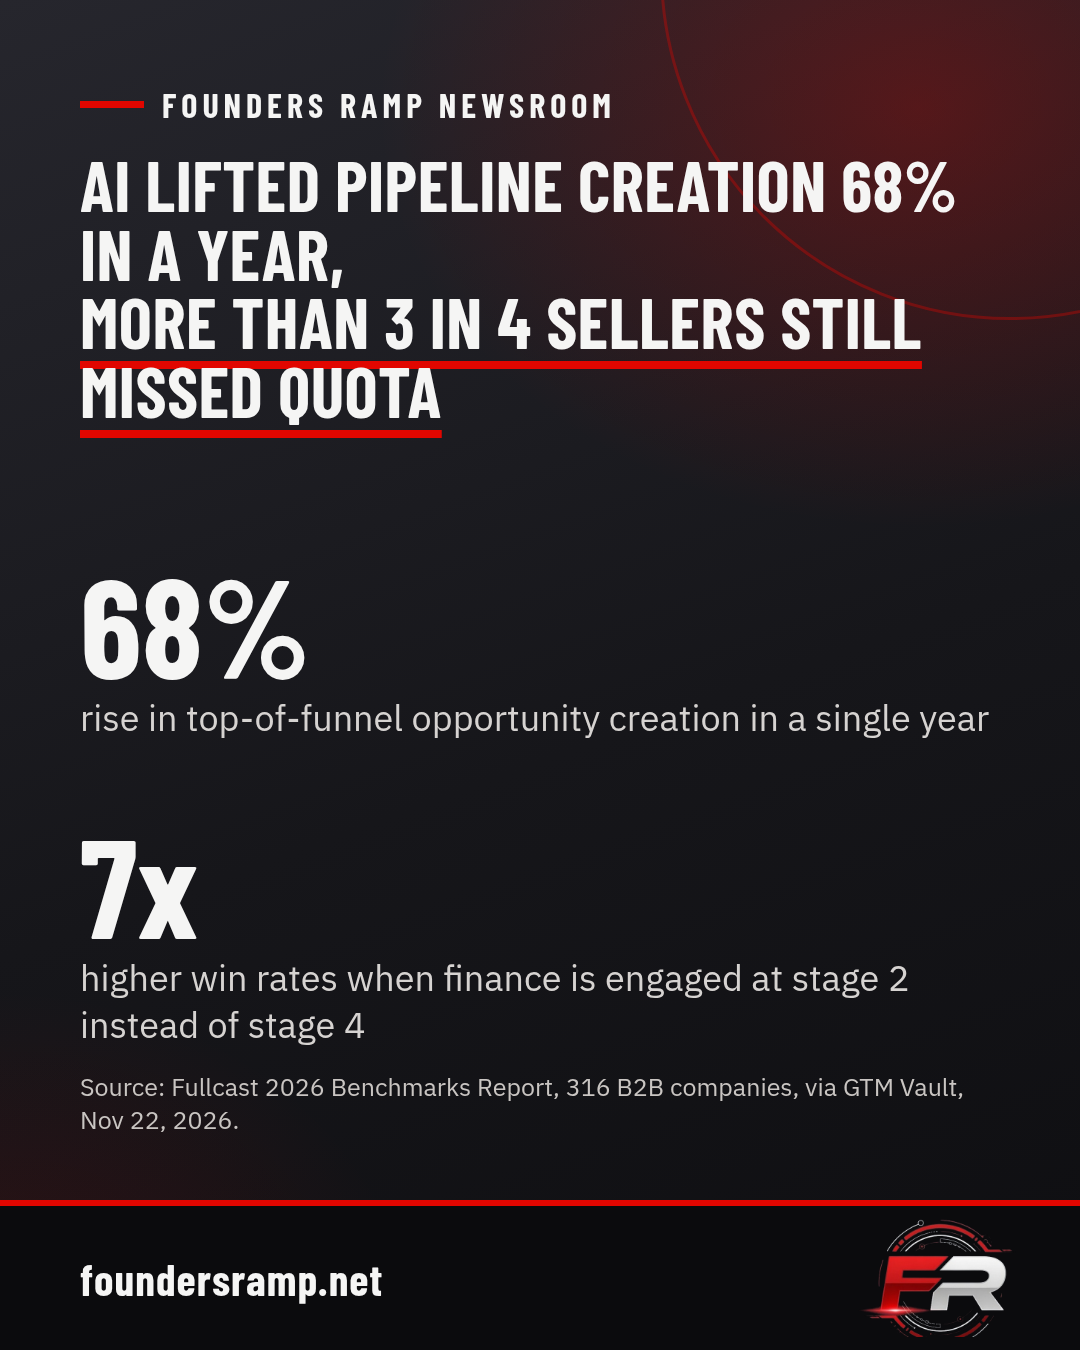 FOUNDERS RAMP NEWSROOM
AI LIFTED PIPELINE CREATION 68%
IN A YEAR,
MORE THAN 3 IN 4 SELLERS STILL
MISSED QUOTA
68%
rise in top-of-funnel opportunity creation in a single year
7x
higher win rates when finance is engaged at stage 2
instead of stage 4
Source: Fullcast 2026 Benchmarks Report, 316 B2B companies, via GTM Vault,
Nov 22, 2026.
foundersramp.net
FR